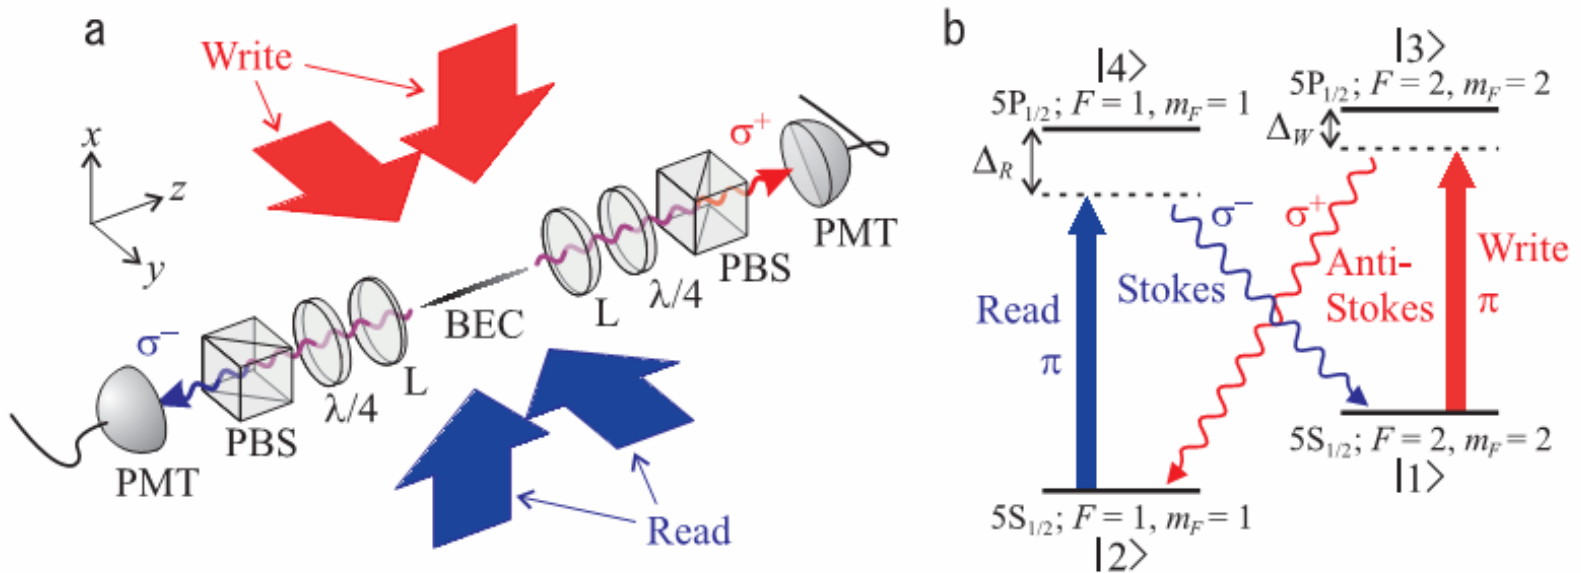 a
Write
x
z
y
σ⁺
PMT
PBS
λ/4
L
BEC
σ⁻
L
λ/4
PBS
PMT
Read
b
|4>
5P1/2; F = 1, mF = 1
|3>
5P1/2; F = 2, mF = 2
ΔR
ΔW
σ⁻
σ⁺
Stokes
Anti-
Stokes
Read
π
Write
π
5S1/2; F = 2, mF = 2
|1>
5S1/2; F = 1, mF = 1
|2>